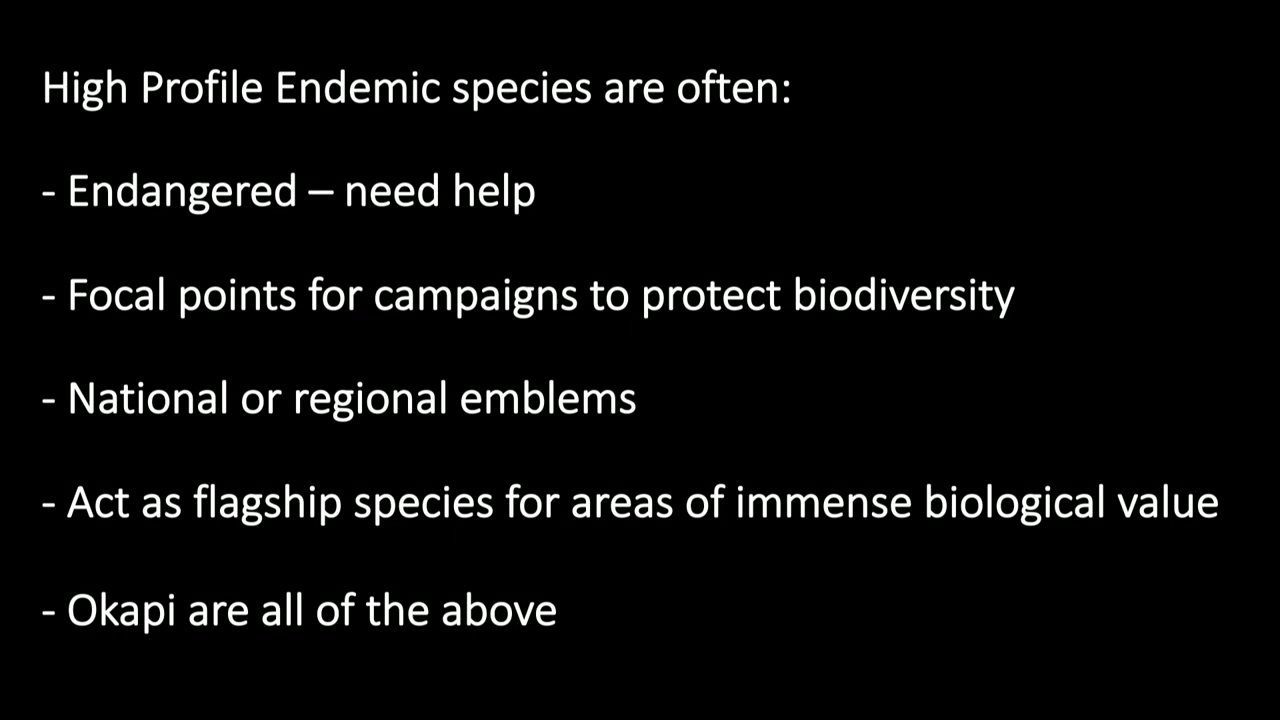 High Profile Endemic species are often:
- Endangered – need help
- Focal points for campaigns to protect biodiversity
- National or regional emblems
- Act as flagship species for areas of immense biological value
- Okapi are all of the above